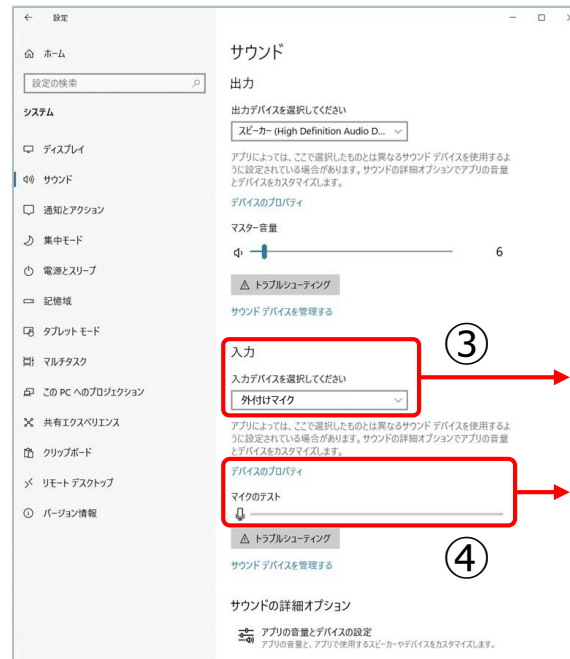 設定
ホーム
設定の検索
システム
ディスプレイ
サウンド
通知とアクション
集中モード
電源とスリープ
記憶域
タブレット モード
マルチタスク
この PC へのプロジェクション
共有エクスペリエンス
クリップボード
リモート デスクトップ
バージョン情報
サウンド
出力
出力デバイスを選択してください
スピーカー (High Definition Audio D...
アプリによっては、ここで選択したものとは異なるサウンド デバイスを使用するよ
うに設定されている場合があります。サウンドの詳細オプションでアプリの音量
とデバイスをカスタマイズします。
デバイスのプロパティ
マスター音量
6
トラブルシューティング
サウンド デバイスを管理する
入力
③
入力デバイスを選択してください
外付けマイク
アプリによっては、ここで選択したものとは異なるサウンド デバイスを使用するよ
うに設定されている場合があります。サウンドの詳細オプションでアプリの音量
とデバイスをカスタマイズします。
デバイスのプロパティ
マイクのテスト
トラブルシューティング
④
サウンド デバイスを管理する
サウンドの詳細オプション
アプリの音量とデバイスの設定
アプリの音量と、アプリで使用するスピーカーやデバイスをカスタマイズします。